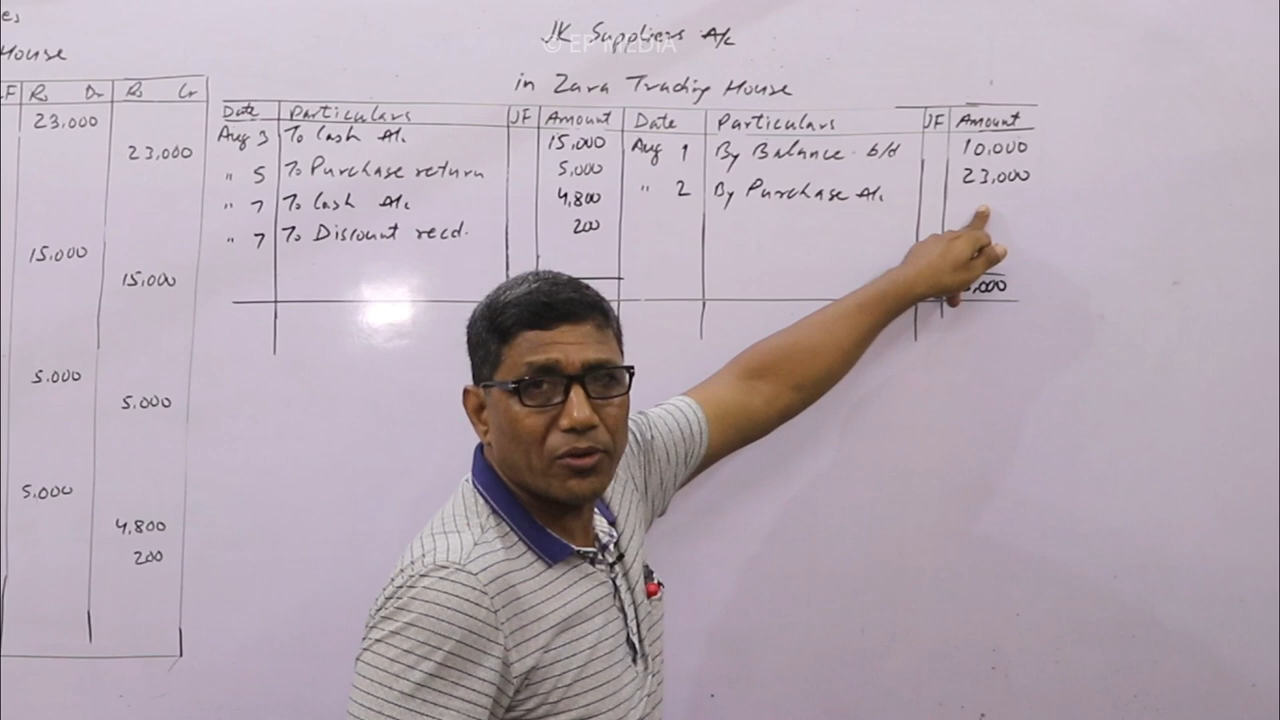 es
House
F Rs Dr Rs Cr
23,000
23,000
15,000
15,000
5.000
5,000
5,000
4,800
200
JK Suppliers A/c
© EP MEDIA
in Zara Trading House
Date Particulars JF Amount Date Particulars JF Amount
Aug 3 To Cash A/c 15,000 Aug 1 By Balance b/d 10,000
" 5 To Purchase return 5,000 " 2 By Purchase A/c 23,000
" 7 To Cash A/c 4,800
" 7 To Discount recd. 200
,000